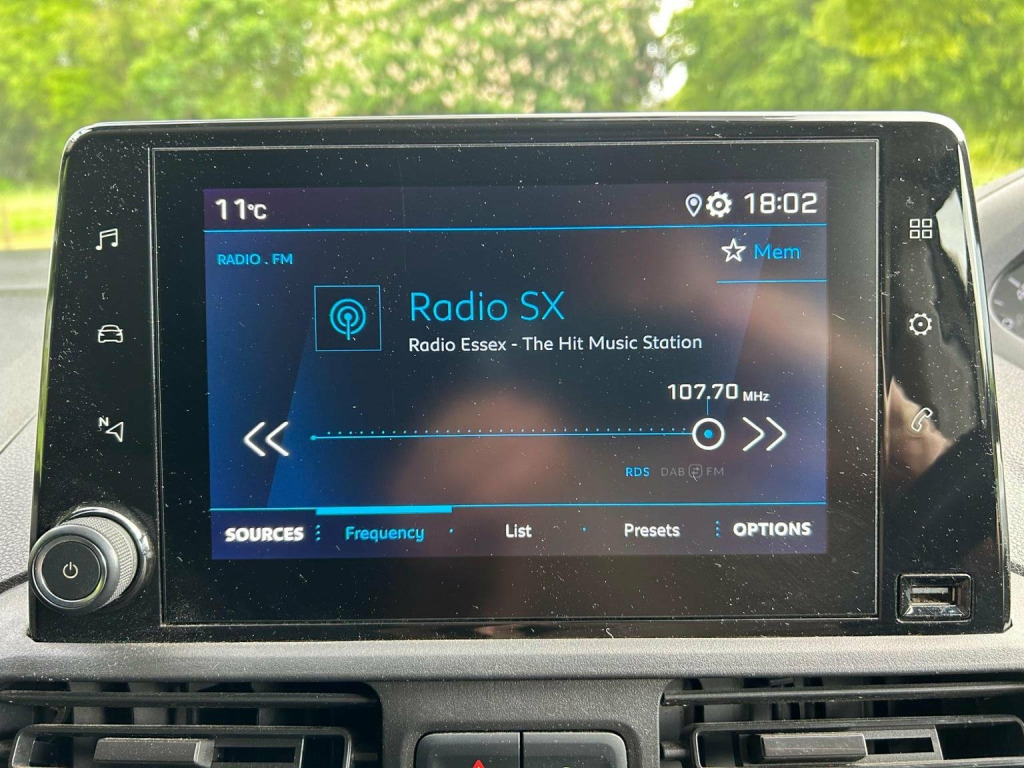 11°C 18:02
RADIO . FM
Mem
Radio SX
Radio Essex - The Hit Music Station
107.70 MHz
N
RDS DAB FM
SOURCES Frequency List Presets OPTIONS